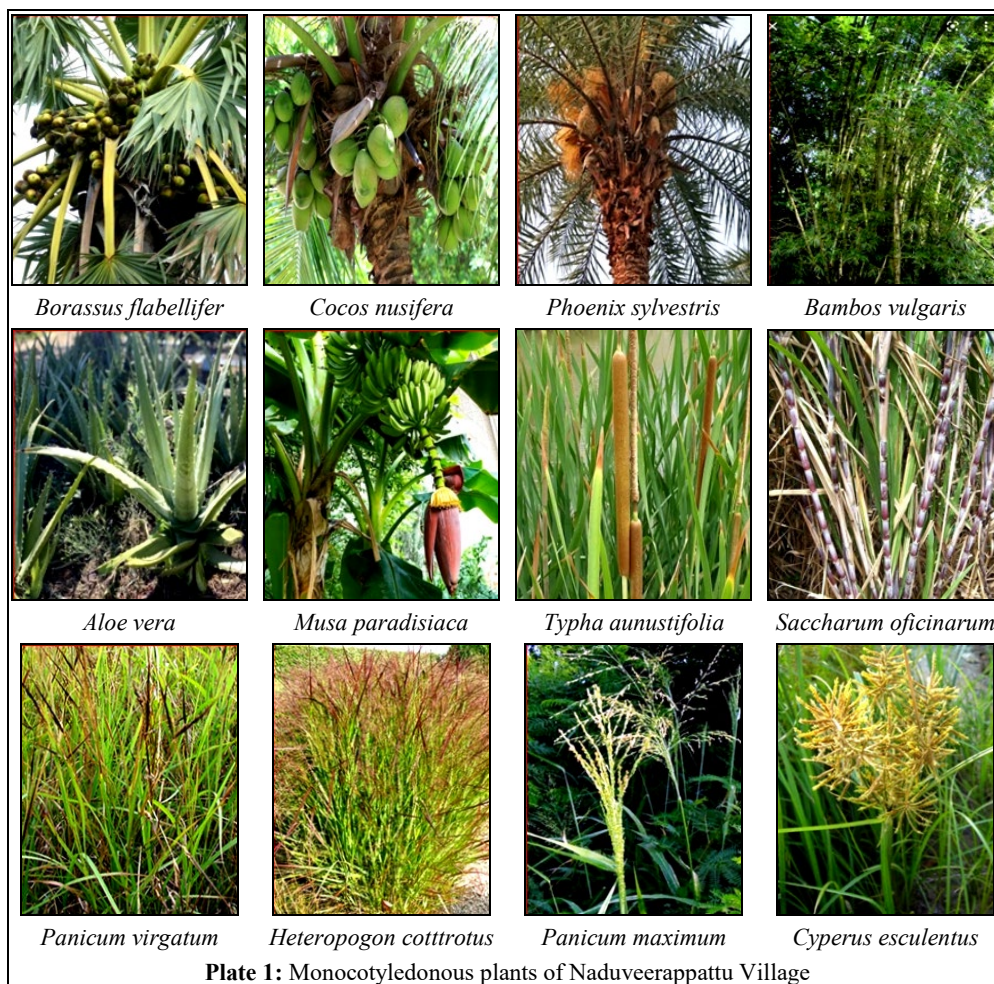 Borassus flabellifer Cocos nusifera Phoenix sylvestris Bambos vulgaris
Aloe vera Musa paradisiaca Typha aunustifolia Saccharum oficinarum
Panicum virgatum Heteropogon cotttrotus Panicum maximum Cyperus esculentus
Plate 1: Monocotyledonous plants of Naduveerappattu Village